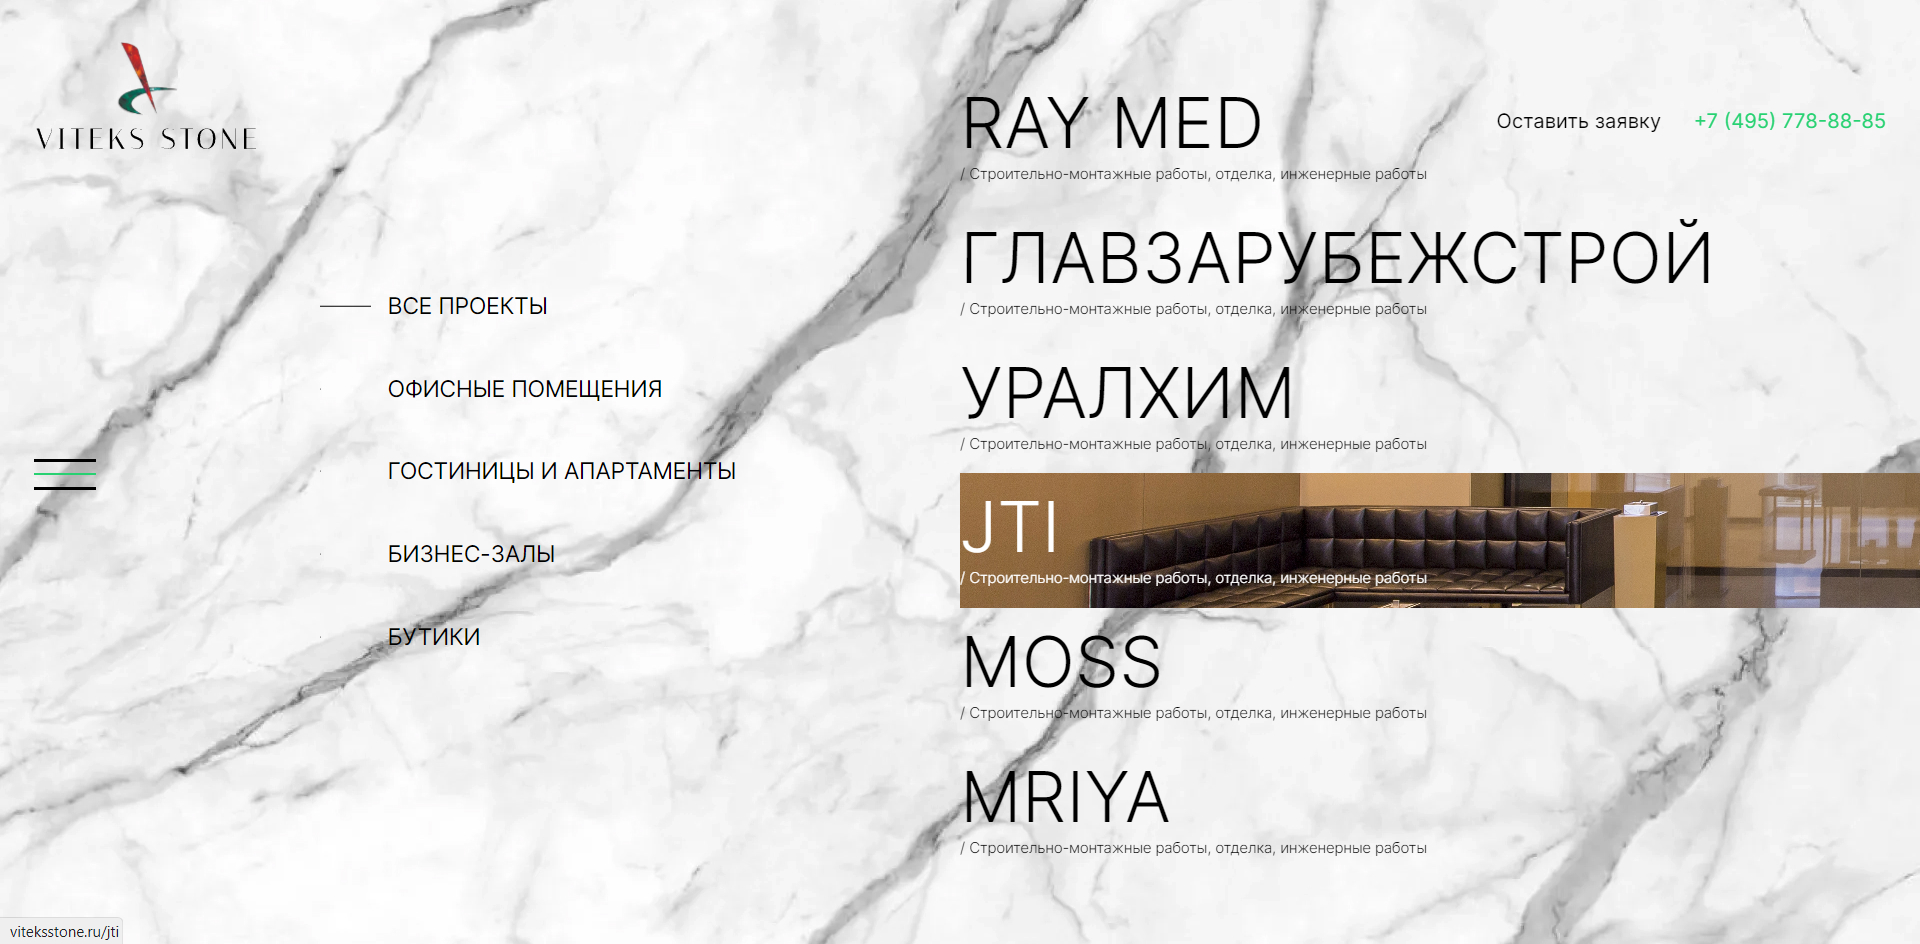 VITEKS STONE
ВСЕ ПРОЕКТЫ
ОФИСНЫЕ ПОМЕЩЕНИЯ
ГОСТИНИЦЫ И АПАРТАМЕНТЫ
БИЗНЕС-ЗАЛЫ
БУТИКИ
RAY MED
/ Строительно-монтажные работы, отделка, инженерные работы
Оставить заявку
+7 (495) 778-88-85
ГЛАВЗАРУБЕЖСТРОЙ
/ Строительно-монтажные работы, отделка, инженерные работы
УРАЛХИМ
/ Строительно-монтажные работы, отделка, инженерные работы
JTI
/ Строительно-монтажные работы, отделка, инженерные работы
MOSS
/ Строительно-монтажные работы, отделка, инженерные работы
MRIYA
/ Строительно-монтажные работы, отделка, инженерные работы
viteksstone.ru/jti